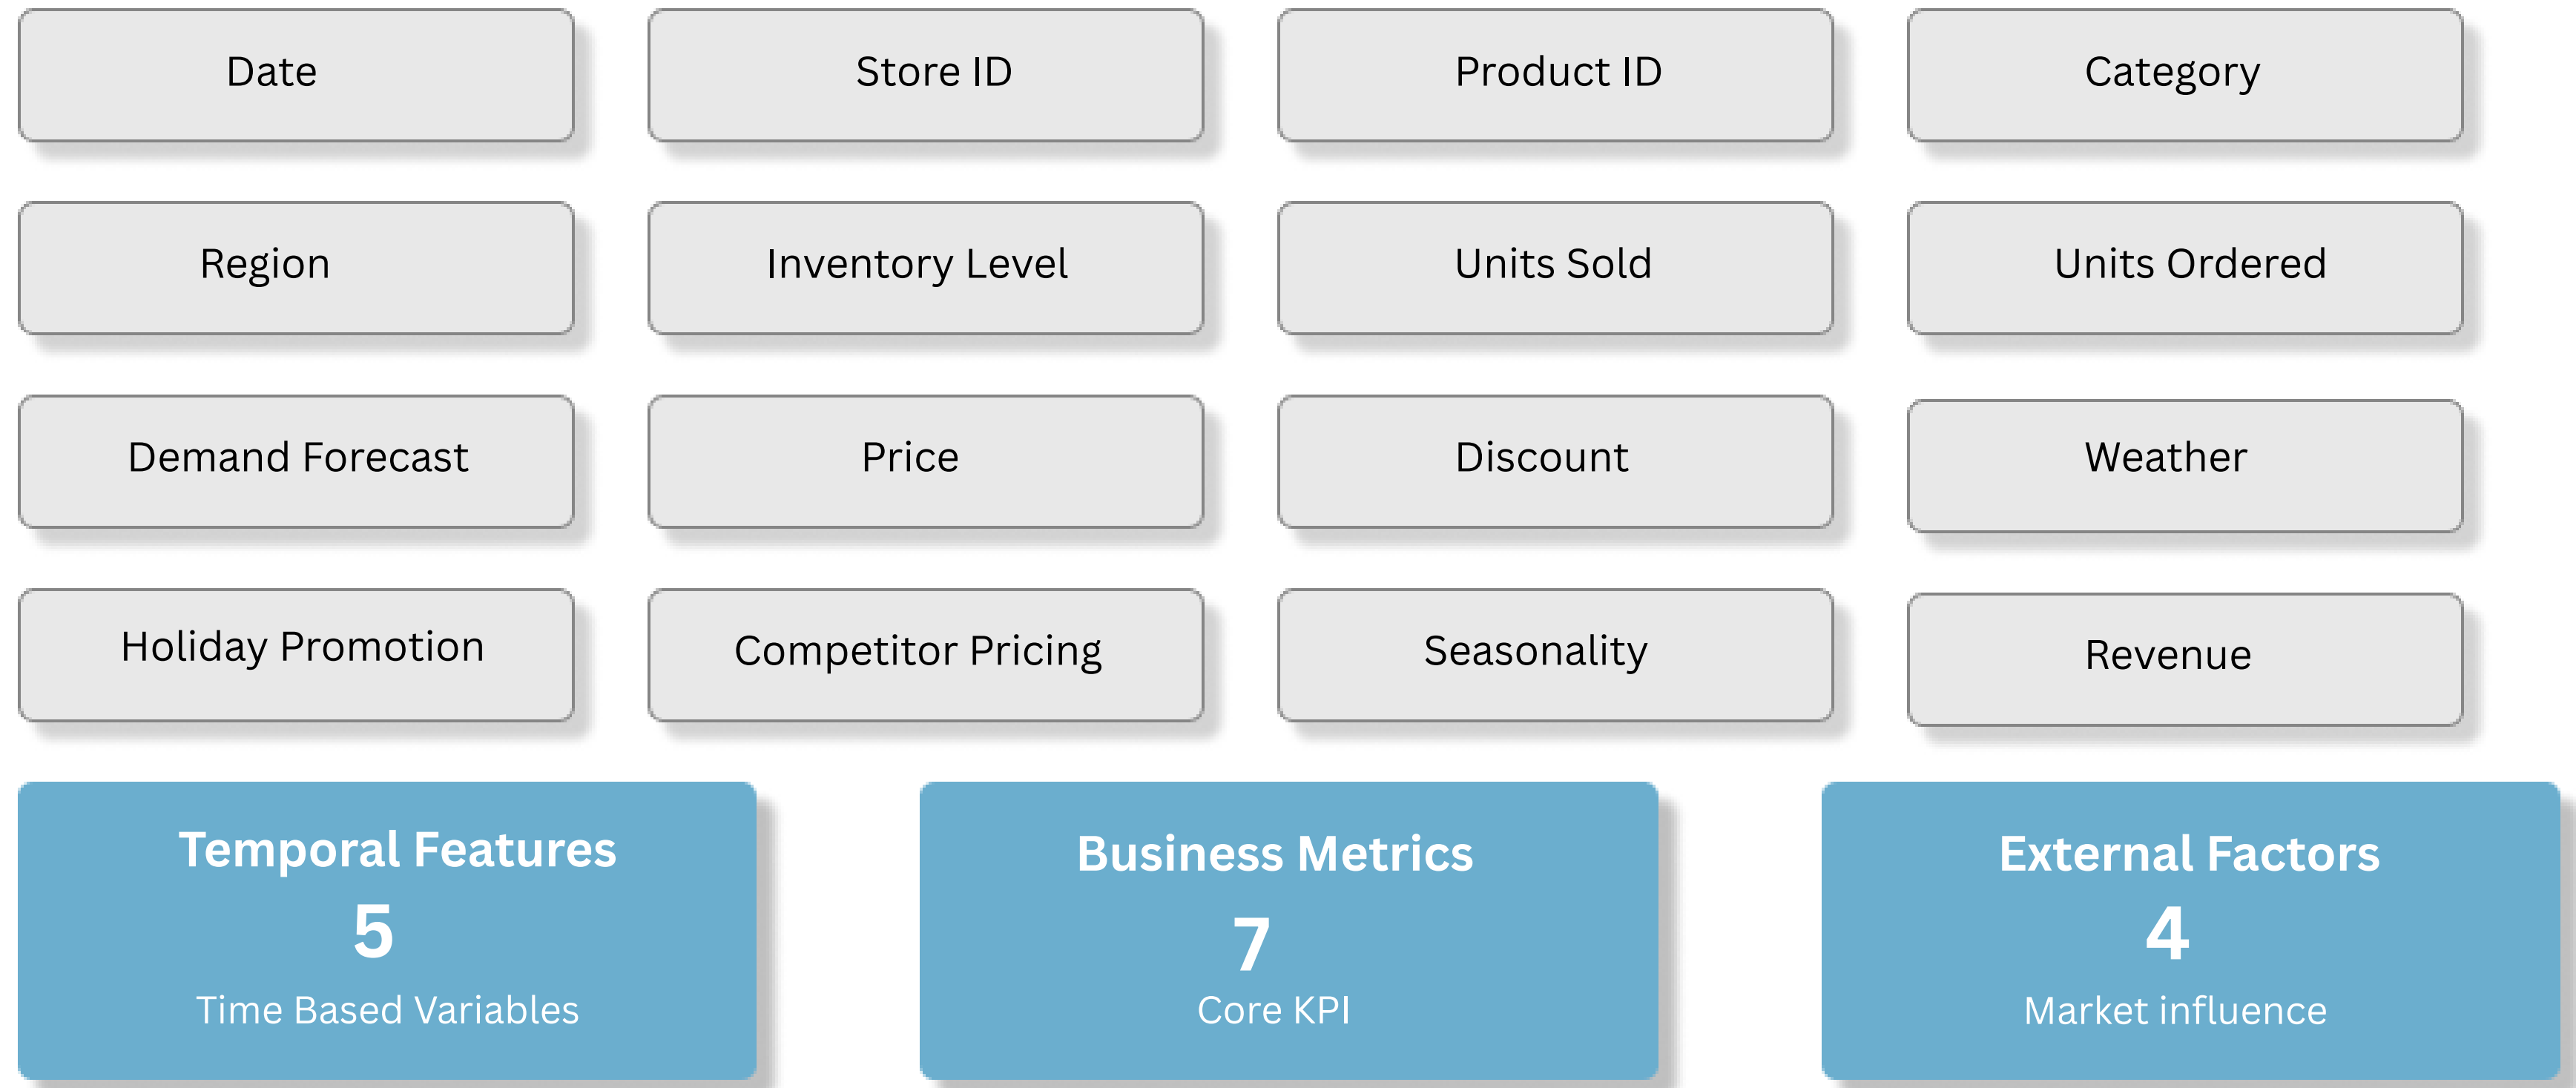 Date
Store ID
Product ID
Category
Region
Inventory Level
Units Sold
Units Ordered
Demand Forecast
Price
Discount
Weather
Holiday Promotion
Competitor Pricing
Seasonality
Revenue
Temporal Features
5
Time Based Variables
Business Metrics
7
Core KPI
External Factors
4
Market influence